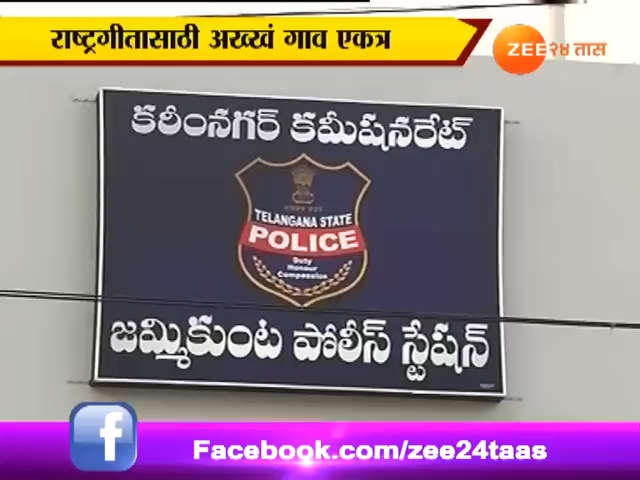 राष्ट्रगीतासाठी अख्खं गाव एकत्र
ZEE २४ तास
కరీంనగర్ కమీషనరేట్
TELANGANA STATE
POLICE
Duty
Honour
Compassion
జమ్మికుంట పోలీస్ స్టేషన్
Facebook.com/zee24taas